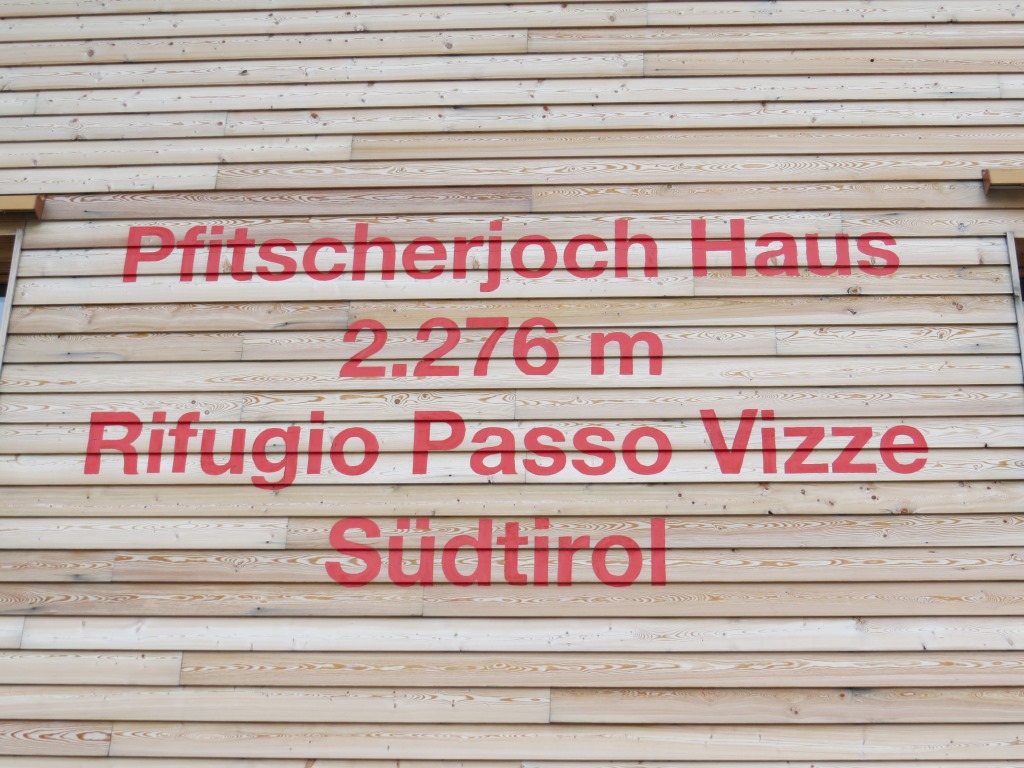 Pfitscherjoch Haus
2.276 m
Rifugio Passo Vizze
Südtirol